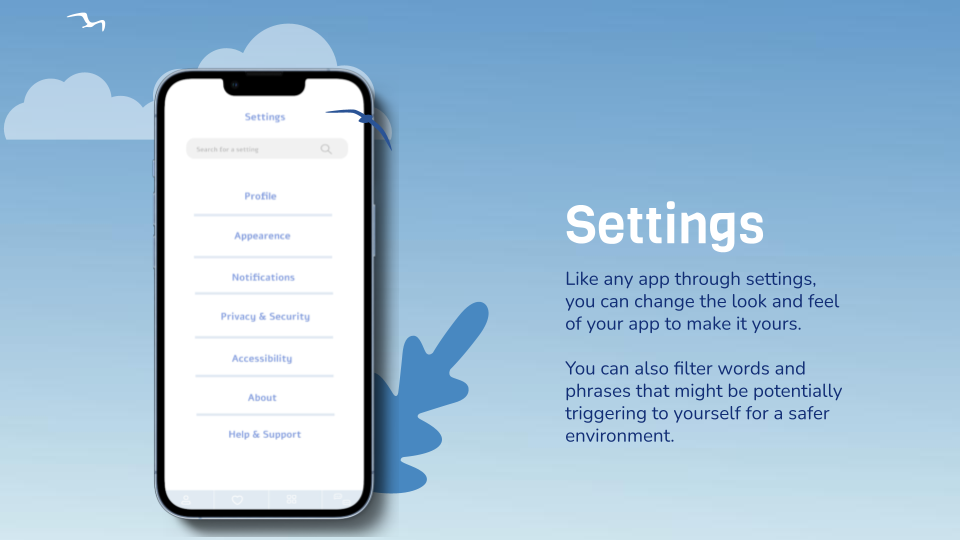 Settings
Search for a setting
Profile
Appearence
Notifications
Privacy & Security
Accessibility
About
Help & Support
Settings
Like any app through settings,
you can change the look and feel
of your app to make it yours.
You can also filter words and
phrases that might be potentially
triggering to yourself for a safer
environment.